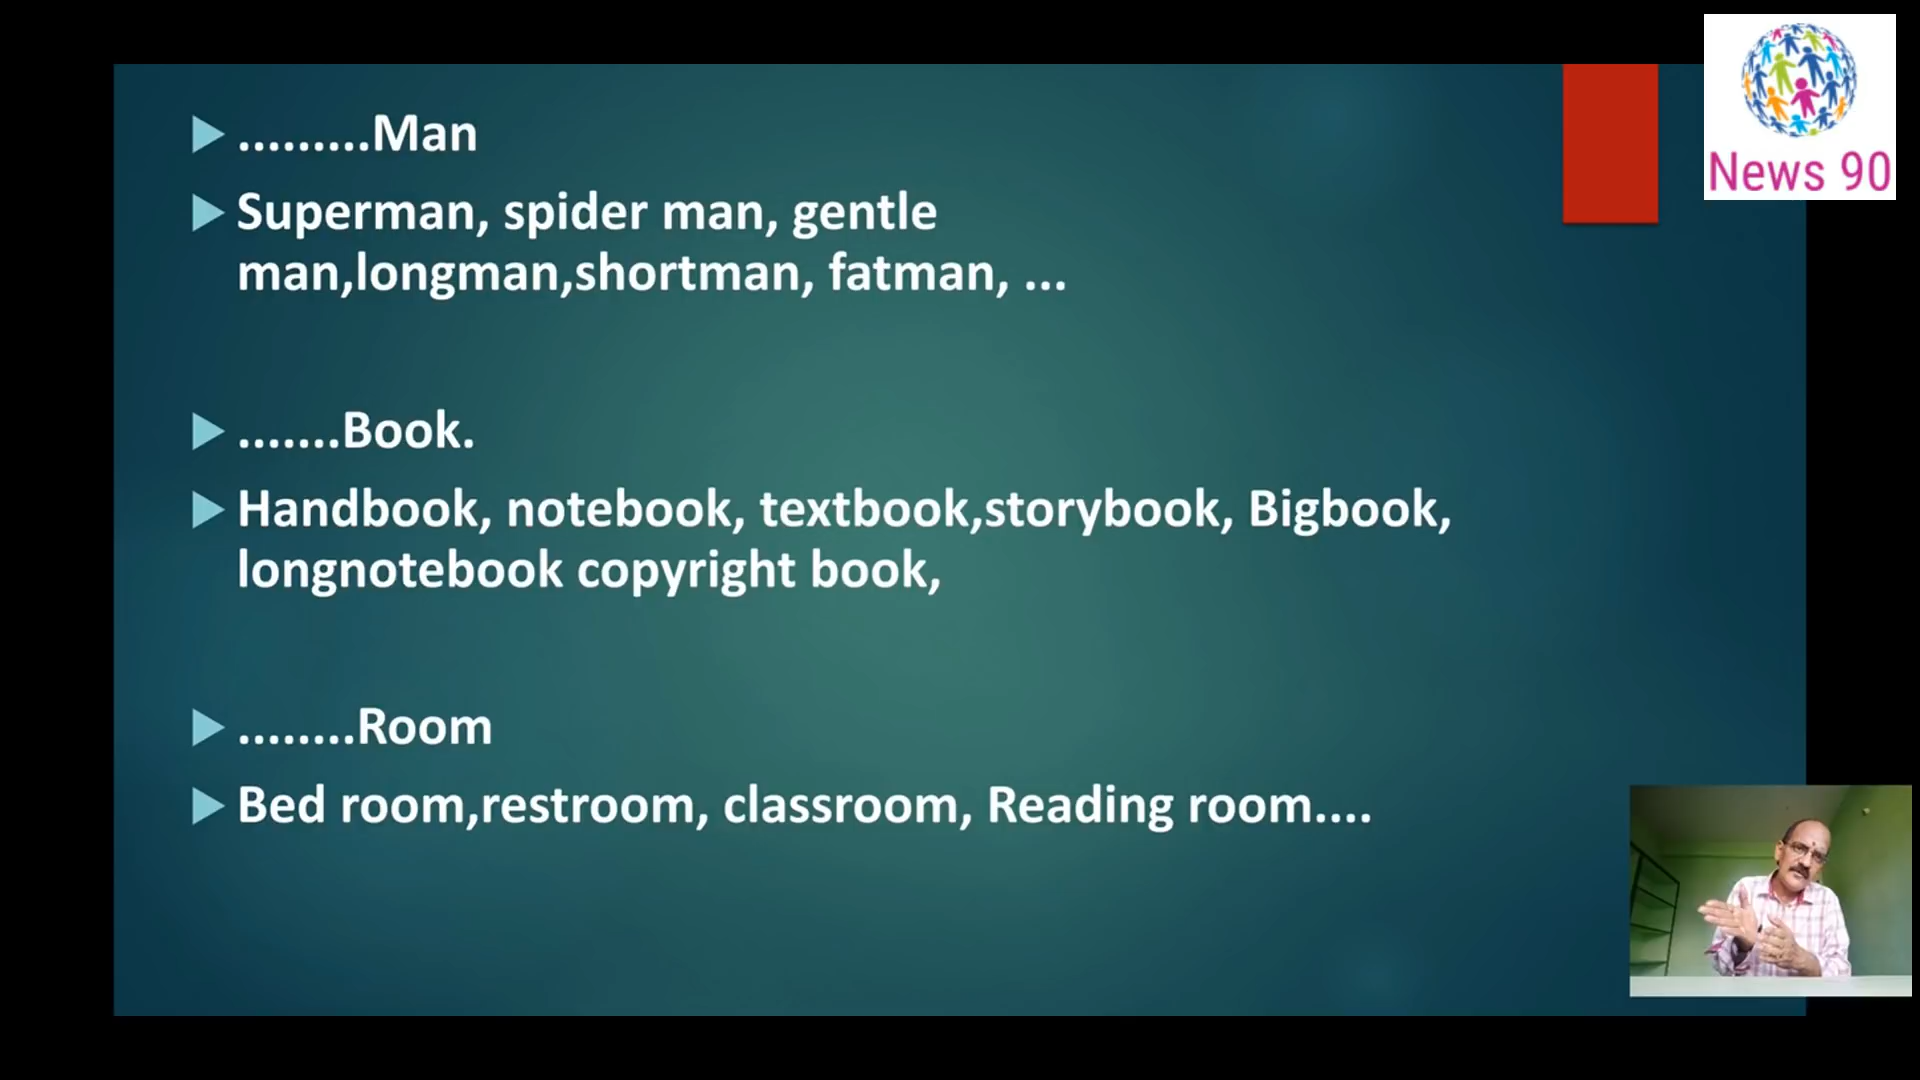 .........Man
Superman, spider man, gentle
man,longman,shortman, fatman, ...
.......Book.
Handbook, notebook, textbook,storybook, Bigbook,
longnotebook copyright book,
........Room
Bed room,restroom, classroom, Reading room....
News 90